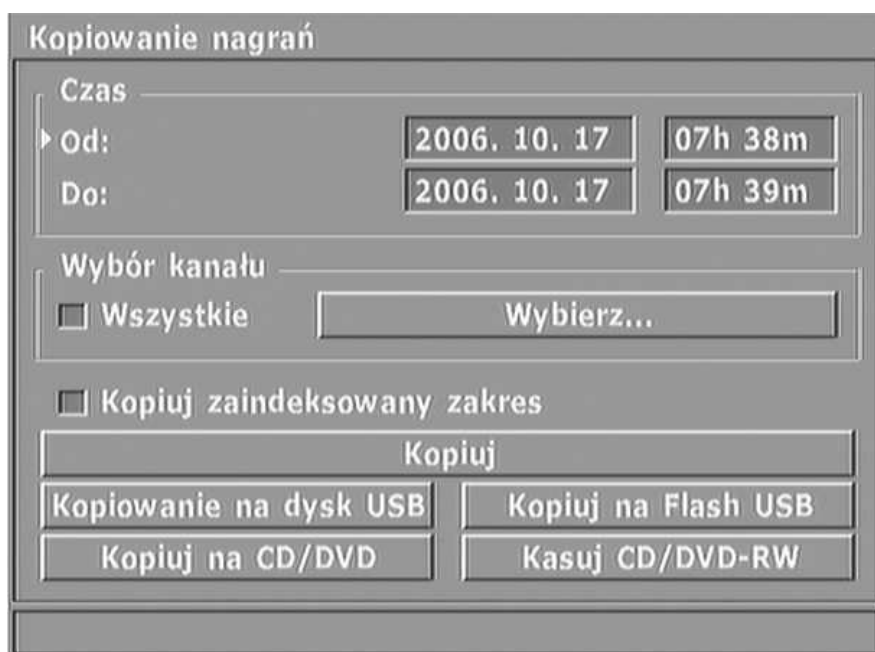 Kopiowanie nagrań
Czas
Od: 2006. 10. 17 07h 38m
Do: 2006. 10. 17 07h 39m
Wybór kanału
Wszystkie Wybierz...
Kopiuj zaindeksowany zakres
Kopiuj
Kopiowanie na dysk USB Kopiuj na Flash USB
Kopiuj na CD/DVD Kasuj CD/DVD-RW